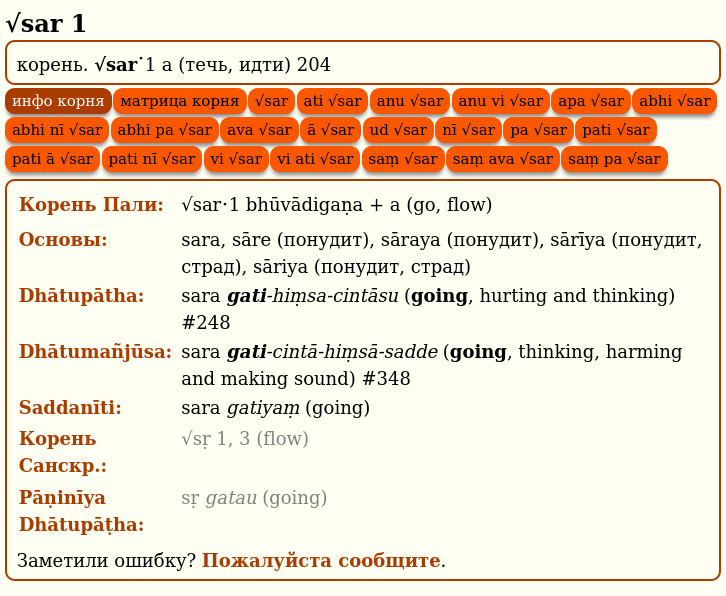 √sar 1
корень. √sar･1 a (течь, идти) 204
инфо корня матрица корня √sar ati √sar anu √sar anu vi √sar apa √sar abhi √sar
abhi nī √sar abhi pa √sar ava √sar ā √sar ud √sar nī √sar pa √sar pati √sar
pati ā √sar pati nī √sar vi √sar vi ati √sar saṃ √sar saṃ ava √sar saṃ pa √sar
Корень Пали: √sar･1 bhūvādigaṇa + a (go, flow)
Основы: sara, sāre (понудит), sāraya (понудит), sārīya (понудит,
страд), sāriya (понудит, страд)
Dhātupātha: sara gati-hiṃsa-cintāsu (going, hurting and thinking)
#248
Dhātumañjūsa: sara gati-cintā-hiṃsā-sadde (going, thinking, harming
and making sound) #348
Saddanīti: sara gatiyaṃ (going)
Корень √sṛ 1, 3 (flow)
Санскр.:
Pāṇinīya sṛ gatau (going)
Dhātupāṭha:
Заметили ошибку? Пожалуйста сообщите.